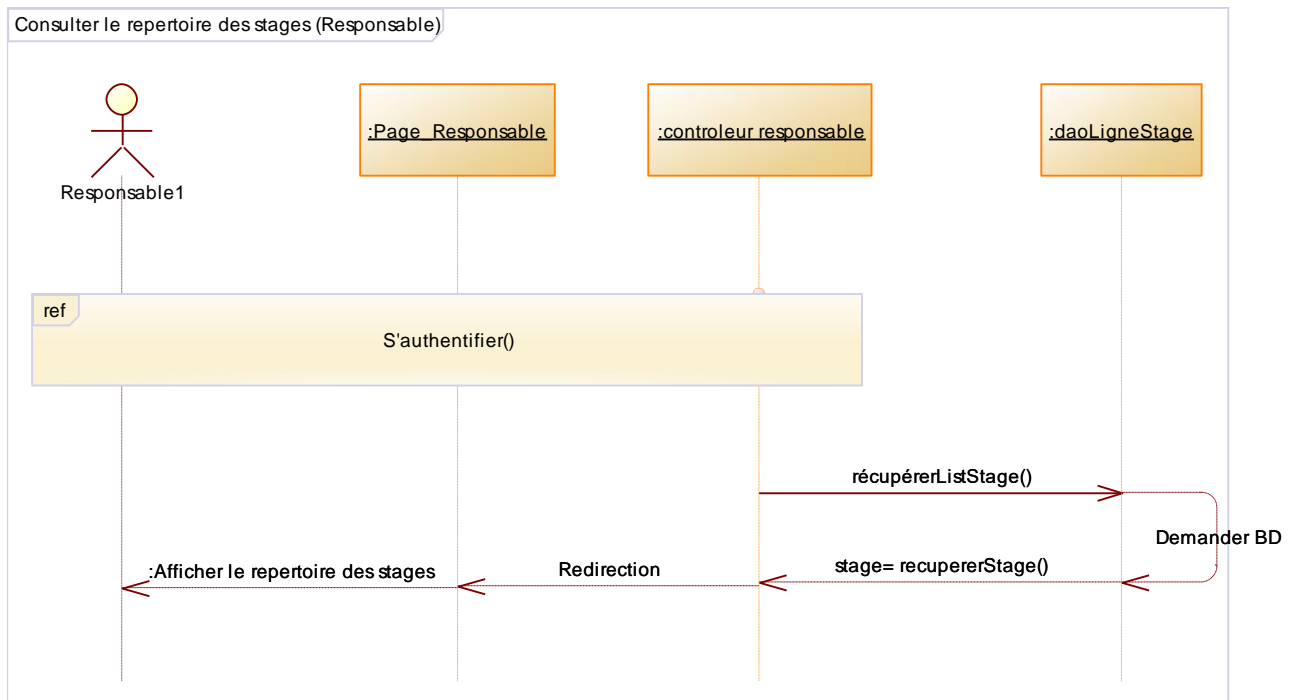 Consulter le repertoire des stages (Responsable)
:Page_Responsable
:controleur responsable
:daoLigneStage
Responsable1
ref
S'authentifier()
récupérerListStage()
Demander BD
stage= recupererStage()
Redirection
:Afficher le repertoire des stages